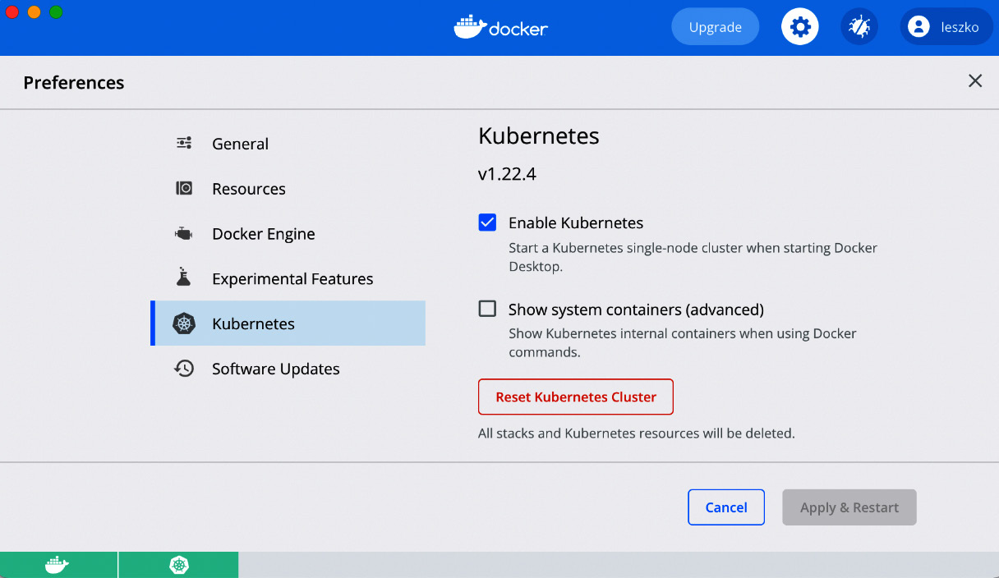 docker
Upgrade
leszko
Preferences
General
Resources
Docker Engine
Experimental Features
Kubernetes
Software Updates
Kubernetes
v1.22.4
Enable Kubernetes
Start a Kubernetes single-node cluster when starting Docker
Desktop.
Show system containers (advanced)
Show Kubernetes internal containers when using Docker
commands.
Reset Kubernetes Cluster
All stacks and Kubernetes resources will be deleted.
Cancel
Apply & Restart